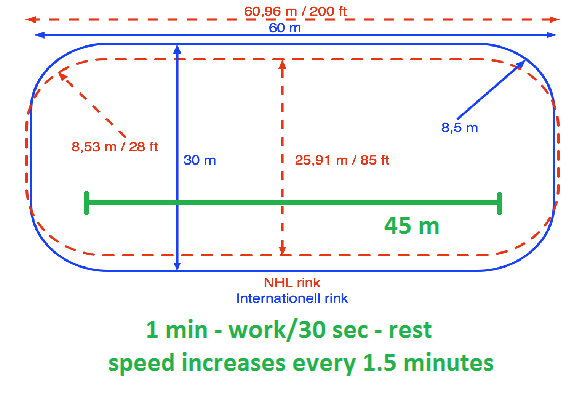 60,96 m / 200 ft
60 m
8,53 m / 28 ft
30 m
25,91 m / 85 ft
8,5 m
45 m
NHL rink
Internationell rink
1 min - work/30 sec - rest
speed increases every 1.5 minutes